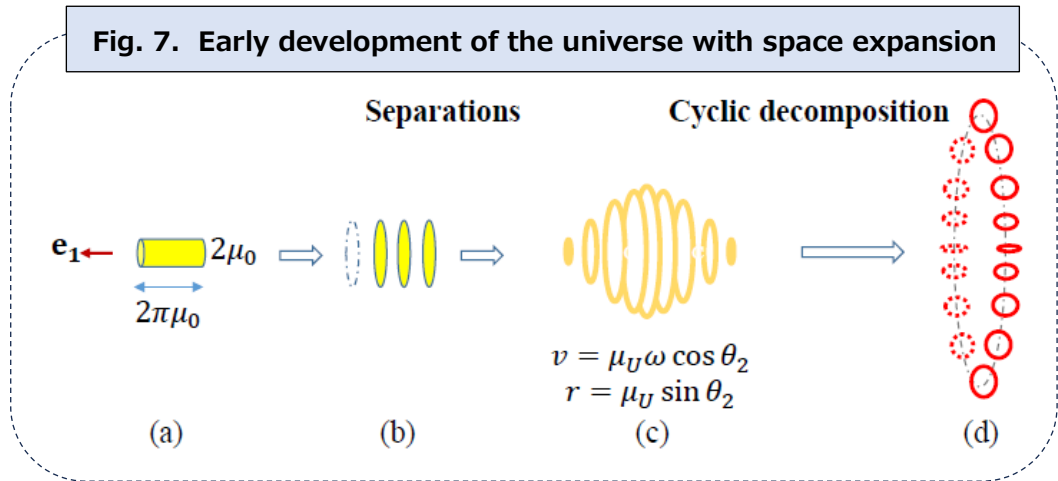 Fig. 7. Early development of the universe with space expansion
Separations
Cyclic decomposition
e₁
2μ₀
2πμ₀
v = μ_U ω cos θ₂
r = μ_U sin θ₂
(a)
(b)
(c)
(d)